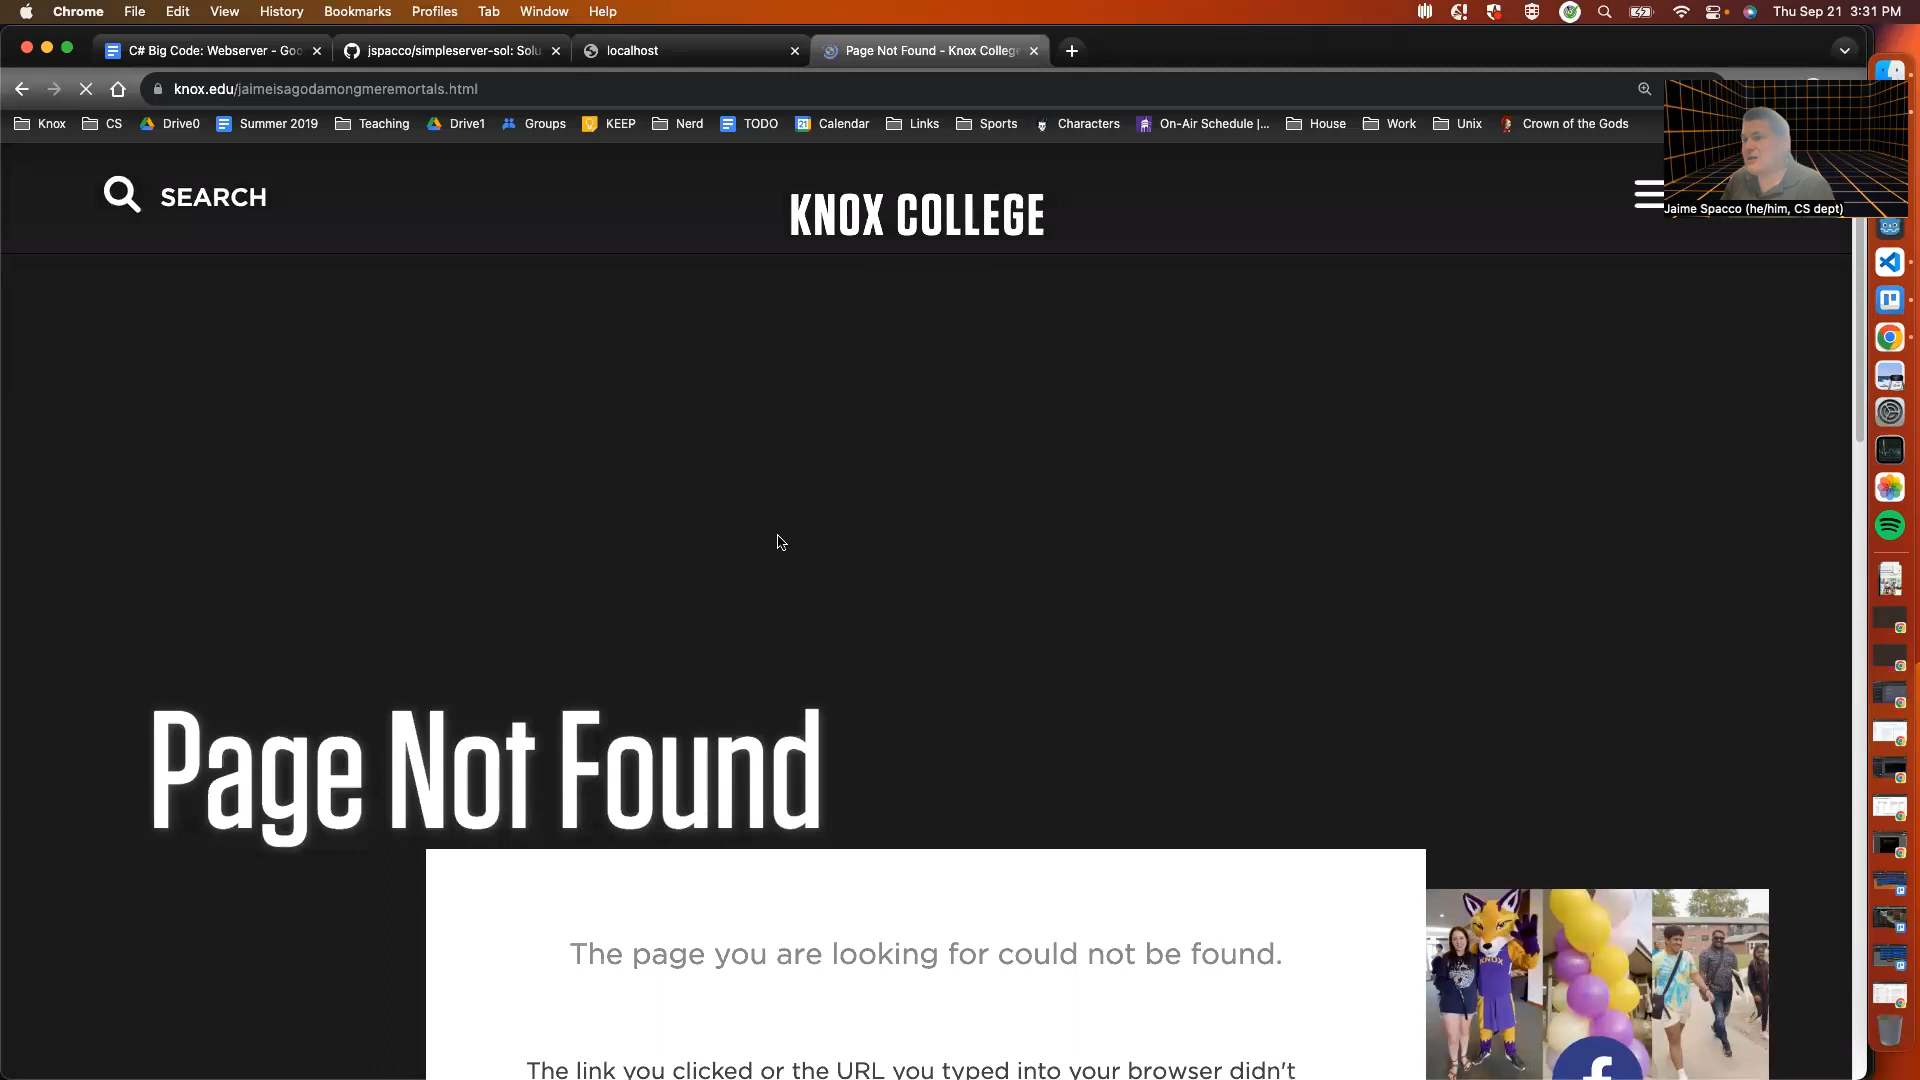 Chrome File Edit View History Bookmarks Profiles Tab Window Help Thu Sep 21 3:31 PM
C# Big Code: Webserver - Goo jspacco/simpleserver-sol: Solu localhost Page Not Found - Knox College
knox.edu/jaimeisagodamongmeremortals.html
Knox CS Drive0 Summer 2019 Teaching Drive1 Groups KEEP Nerd TODO Calendar Links Sports Characters On-Air Schedule |... House Work Unix Crown of the Gods
SEARCH
KNOX COLLEGE
Jaime Spacco (he/him, CS dept)
Page Not Found
The page you are looking for could not be found.
KNOX
The link you clicked or the URL you typed into your browser didn't